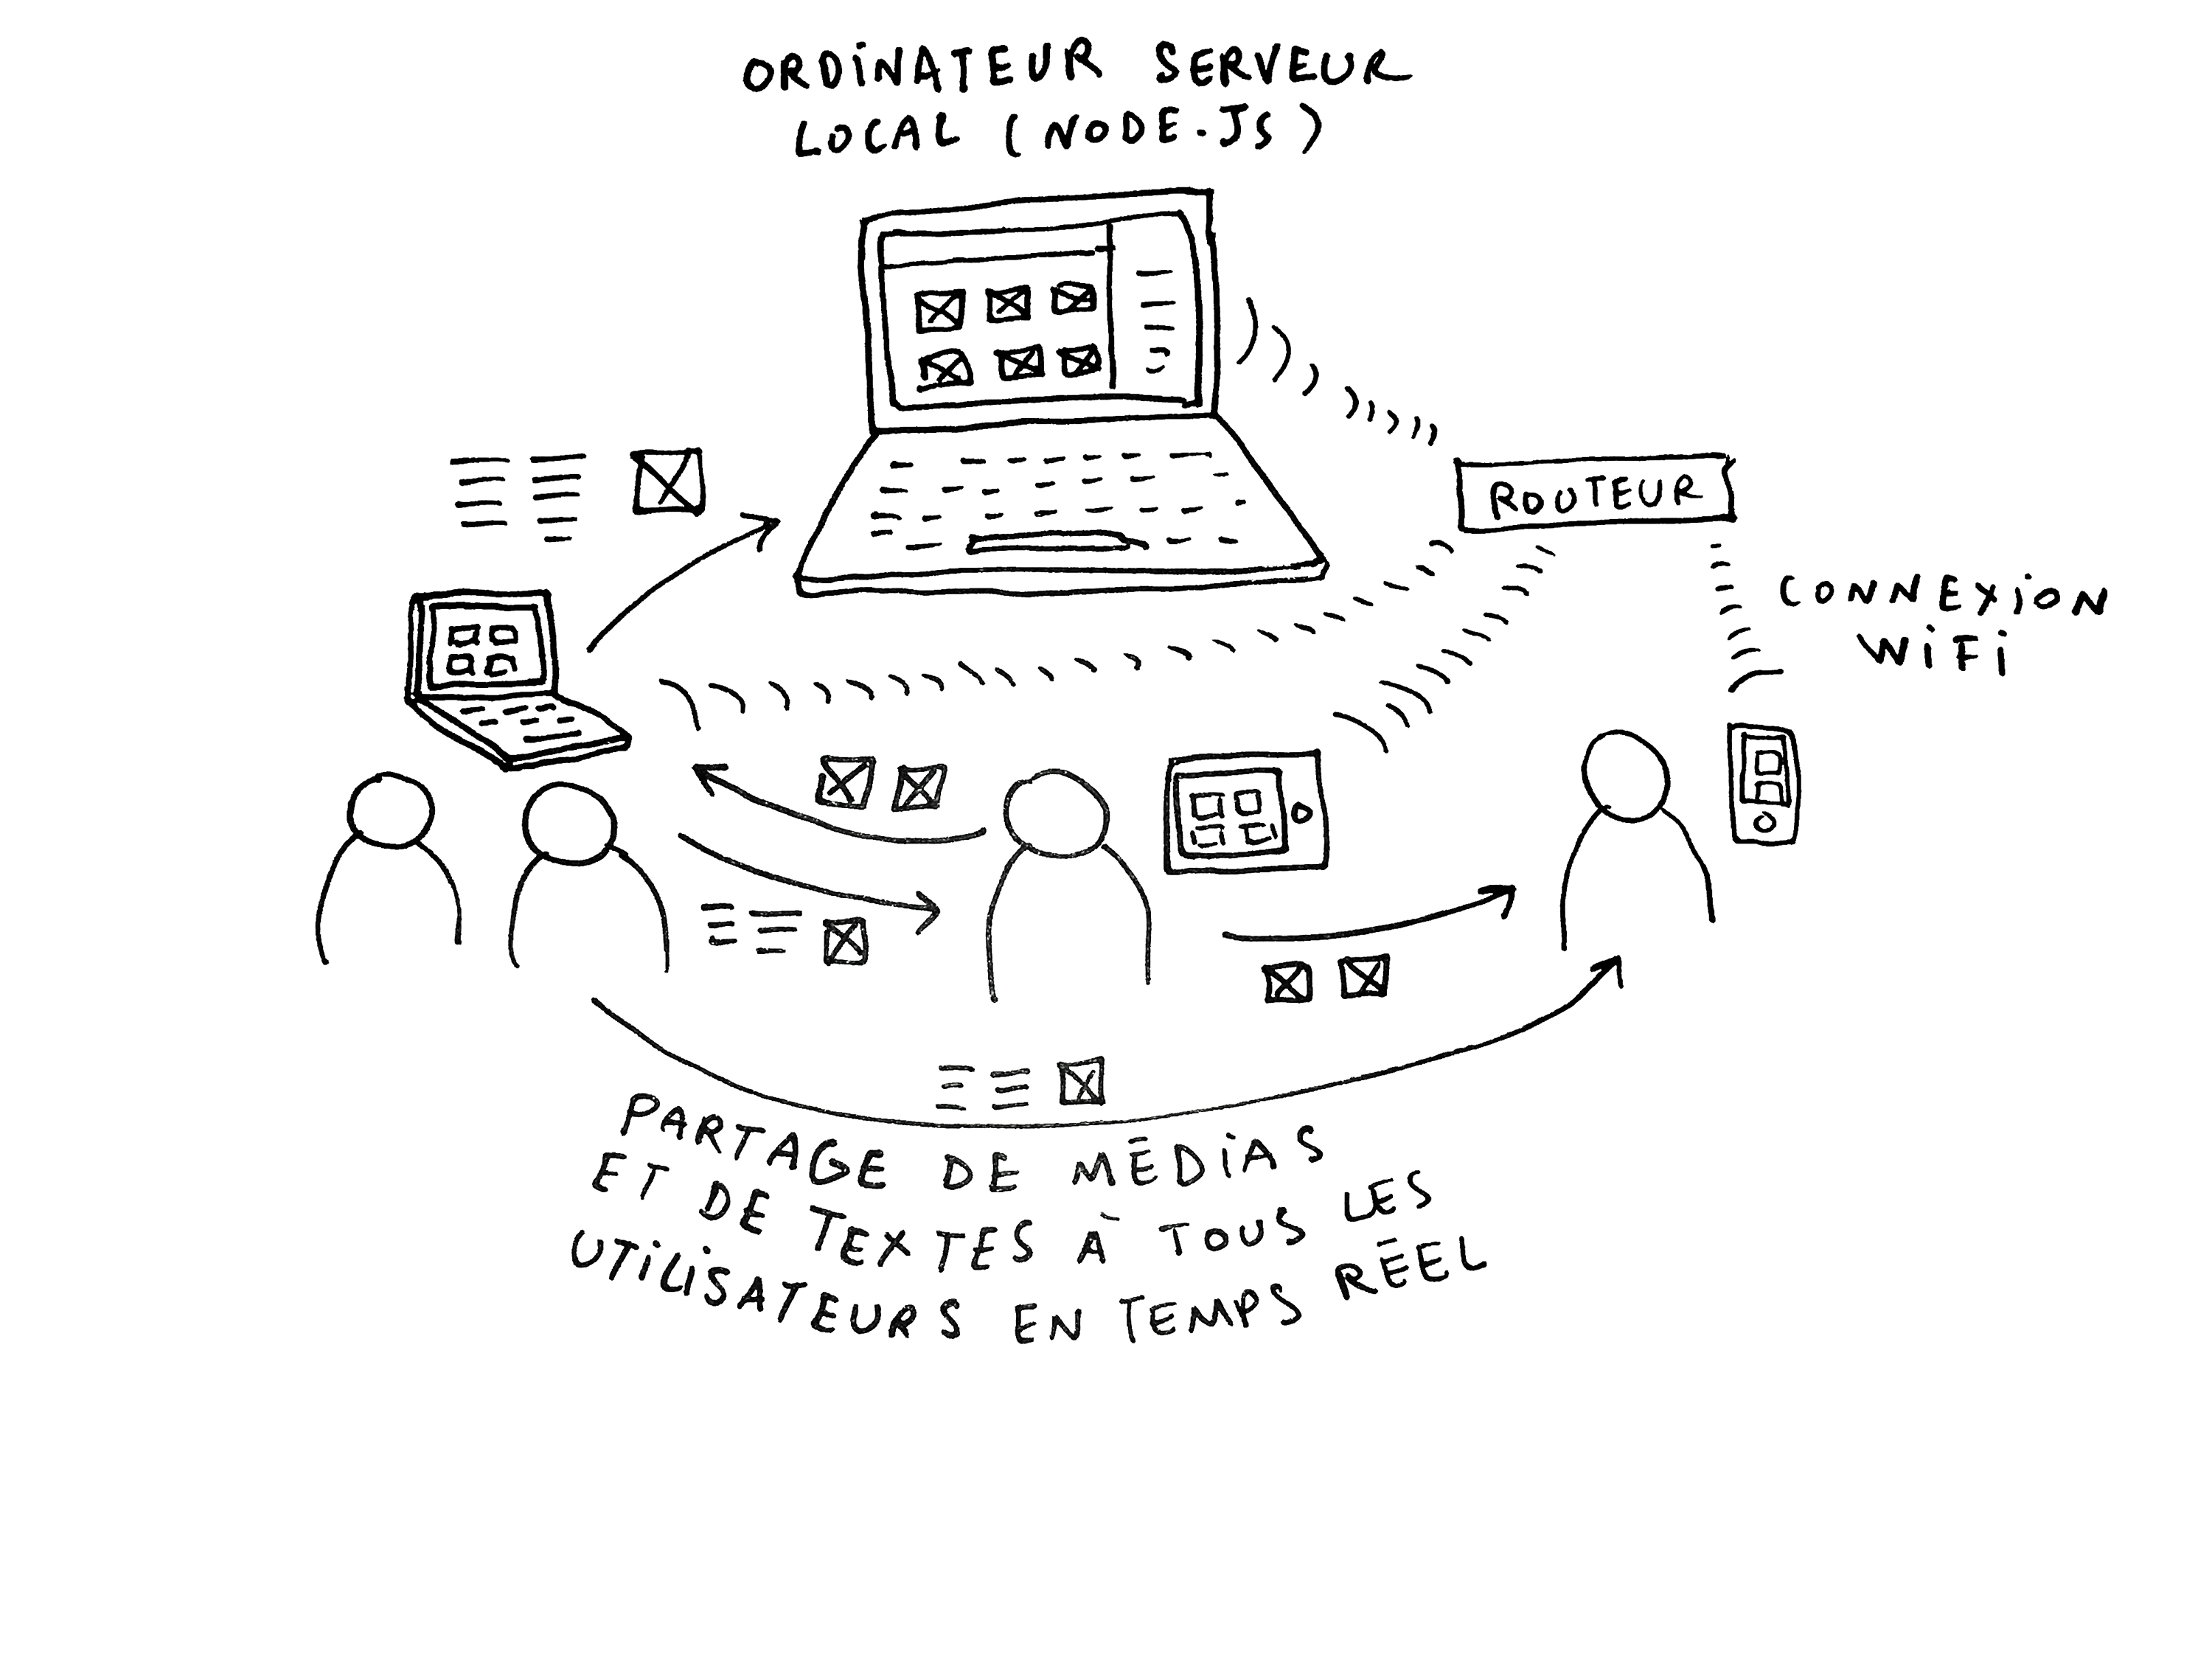 ORDINATEUR SERVEUR
LOCAL (NODE.JS)
ROUTEUR
CONNEXION
WIFI
PARTAGE DE MÉDIAS
ET DE TEXTES À TOUS LES
UTILISATEURS EN TEMPS RÉEL